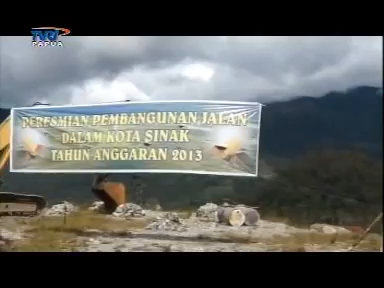 TVRI
PAPUA
PERESMIAN PEMBANGUNAN JALAN
DALAM KOTA SINAK
TAHUN ANGGARAN 2013